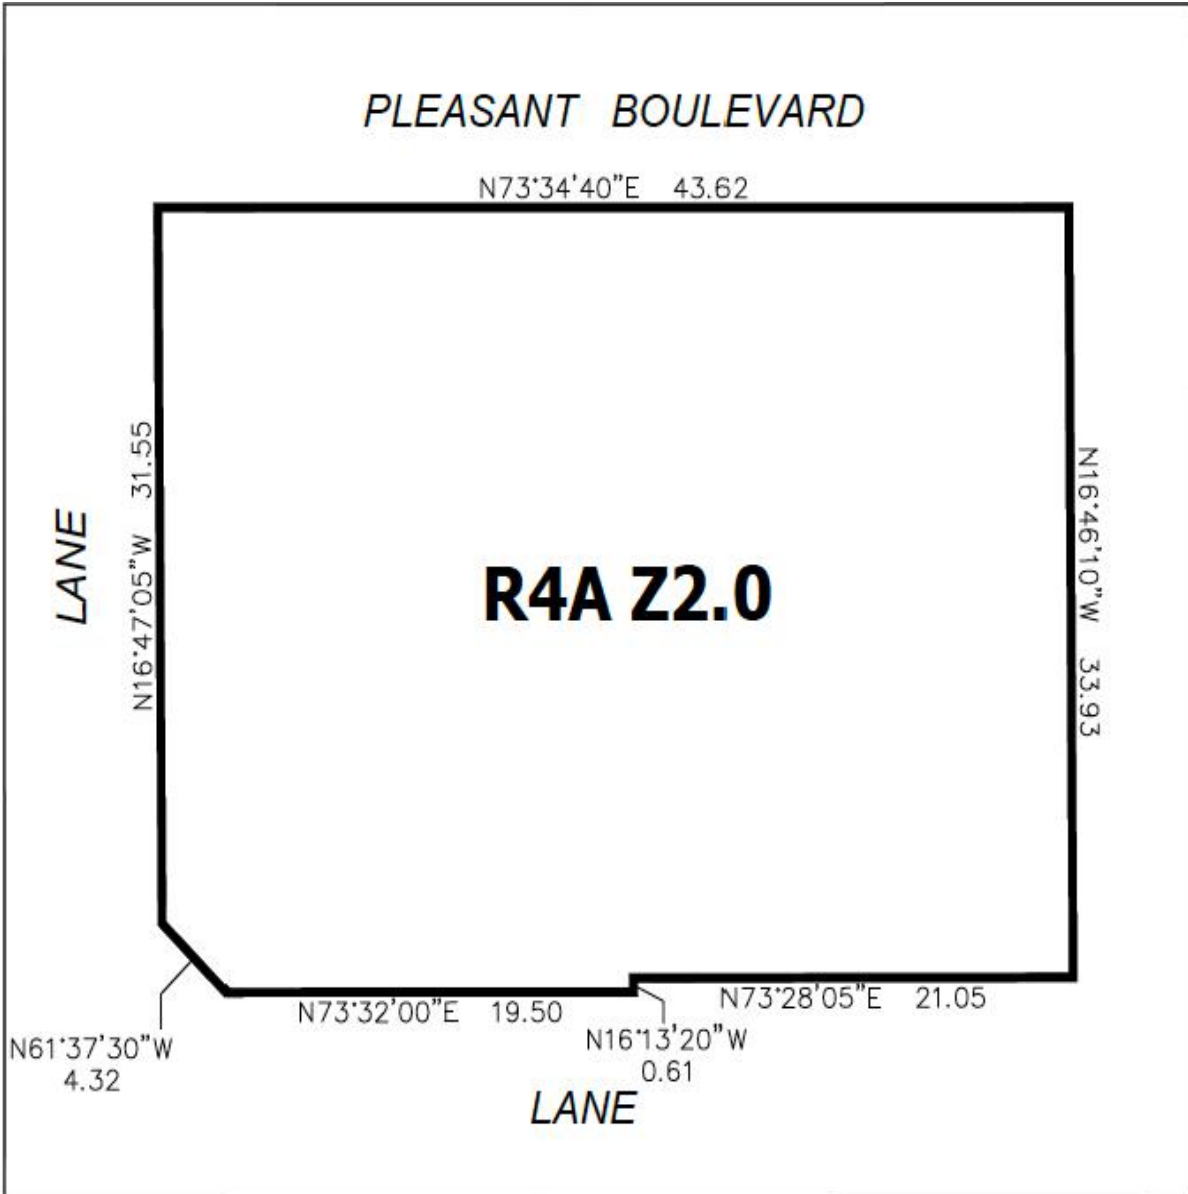 PLEASANT BOULEVARD
N73°34'40"E 43.62
N16°47'05"W 31.55
LANE
R4A Z2.0
N16°46'10"W 33.93
N73°28'05"E 21.05
N73°32'00"E 19.50
N16°13'20"W
0.61
N61°37'30"W
4.32
LANE